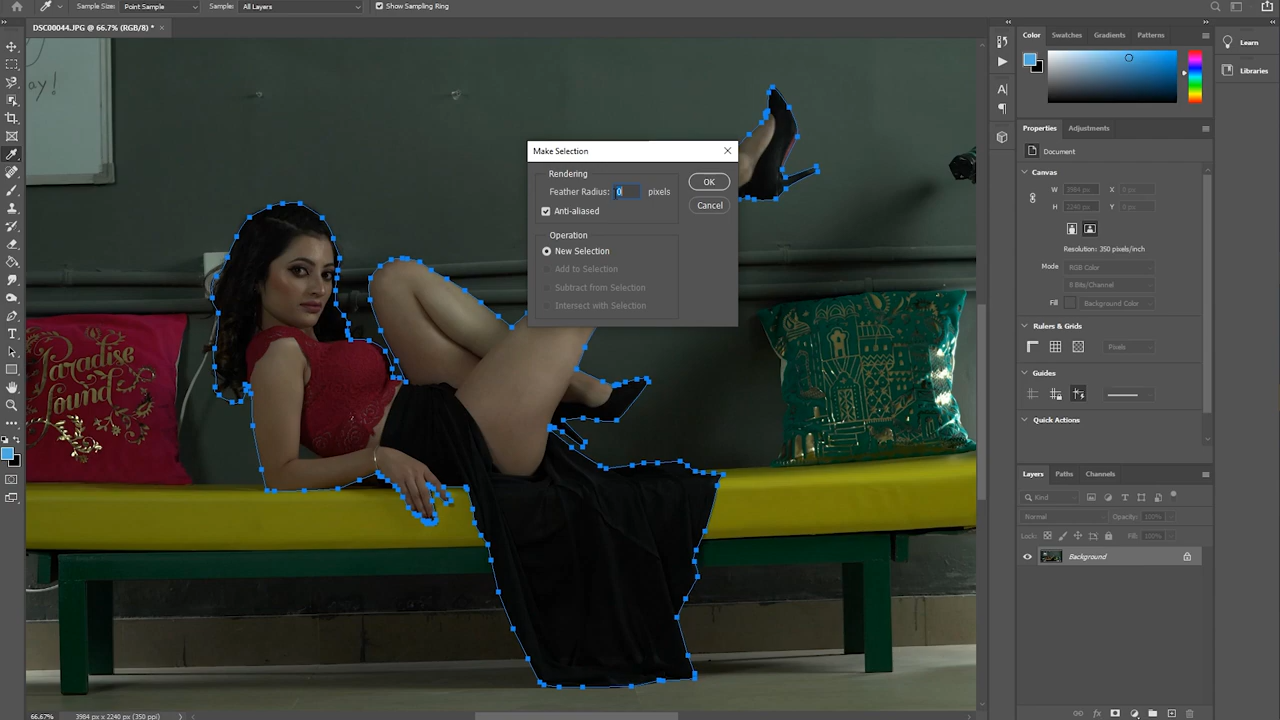 Sample Size: Point Sample Sample: All Layers Show Sampling Ring
DSC00044.JPG @ 66.7% (RGB/8) *
ay!
Paradise
found
Make Selection
Rendering
Feather Radius: 0 pixels
Anti-aliased
OK
Cancel
Operation
New Selection
Add to Selection
Subtract from Selection
Intersect with Selection
Color Swatches Gradients Patterns
Learn
Libraries
Properties Adjustments
Document
Canvas
W 3984 px X 0 px
H 2240 px Y 0 px
Resolution: 350 pixels/inch
Mode RGB Color
8 Bits/Channel
Fill Background Color
Rulers & Grids
Pixels
Guides
Quick Actions
Layers Paths Channels
Kind
Normal Opacity: 100%
Lock: Fill: 100%
Background
66.67% 3984 px x 2240 px (350 ppi)